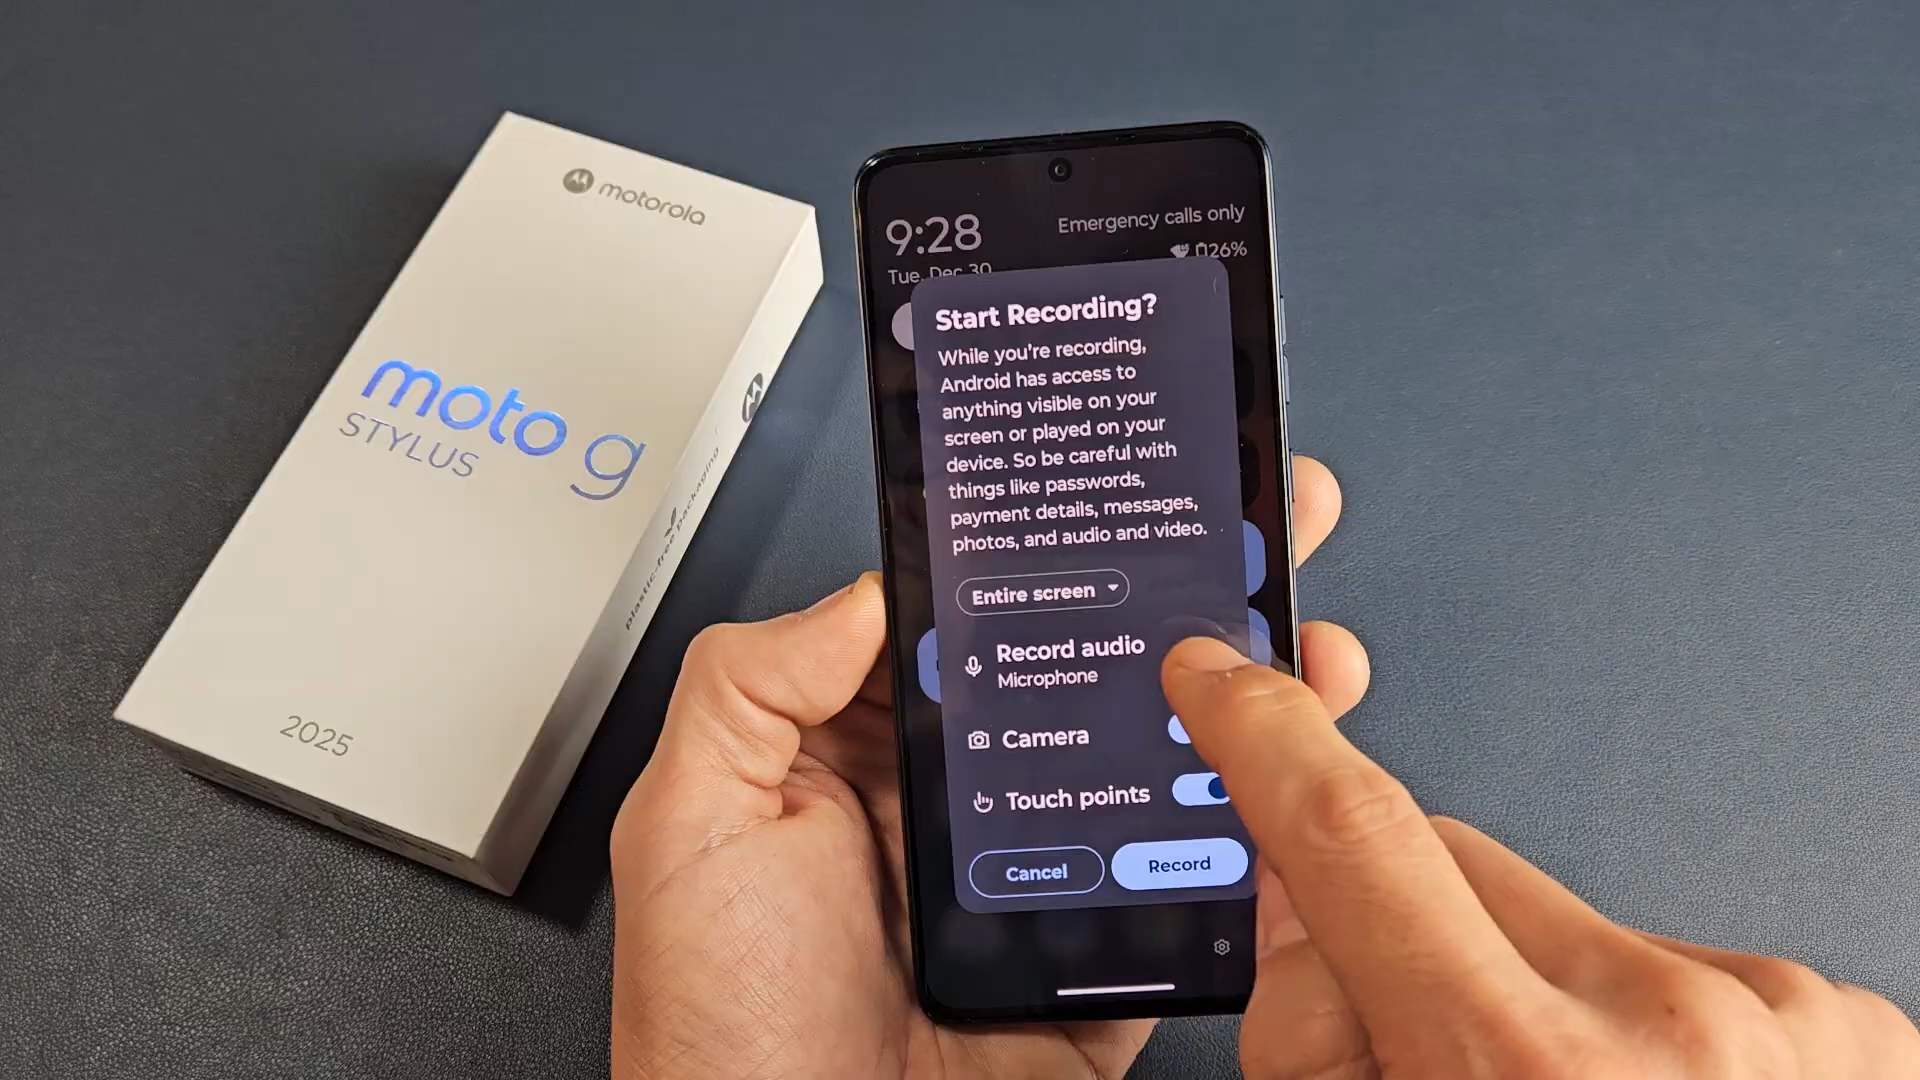 motorola
moto g
STYLUS
plastic-free packaging
2025
9:28
Emergency calls only
26%
Tue, Dec 30
Start Recording?
While you're recording,
Android has access to
anything visible on your
screen or played on your
device. So be careful with
things like passwords,
payment details, messages,
photos, and audio and video.
Entire screen
Record audio
Microphone
Camera
Touch points
Cancel
Record